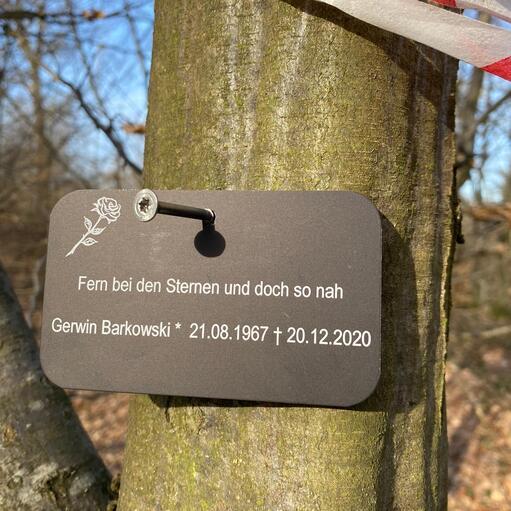 Fern bei den Sternen und doch so nah
Gerwin Barkowski * 21.08.1967 † 20.12.2020